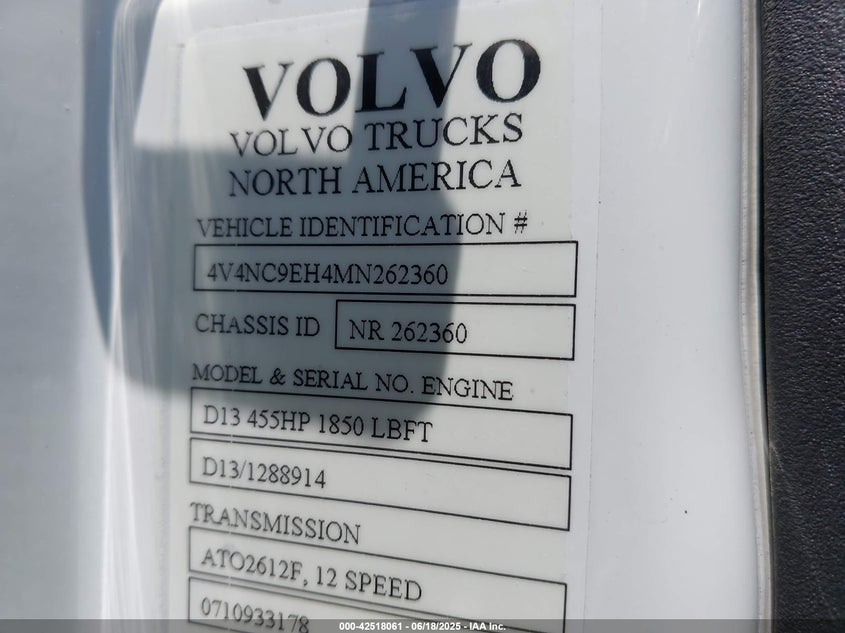 VOLVO
VOLVO TRUCKS
NORTH AMERICA
VEHICLE IDENTIFICATION #
4V4NC9EH4MN262360
CHASSIS ID NR 262360
MODEL & SERIAL NO. ENGINE
D13 455HP 1850 LBFT
D13/1288914
TRANSMISSION
ATO2612F, 12 SPEED
0710933178
000-42518061 - 06/18/2025 - IAA Inc.